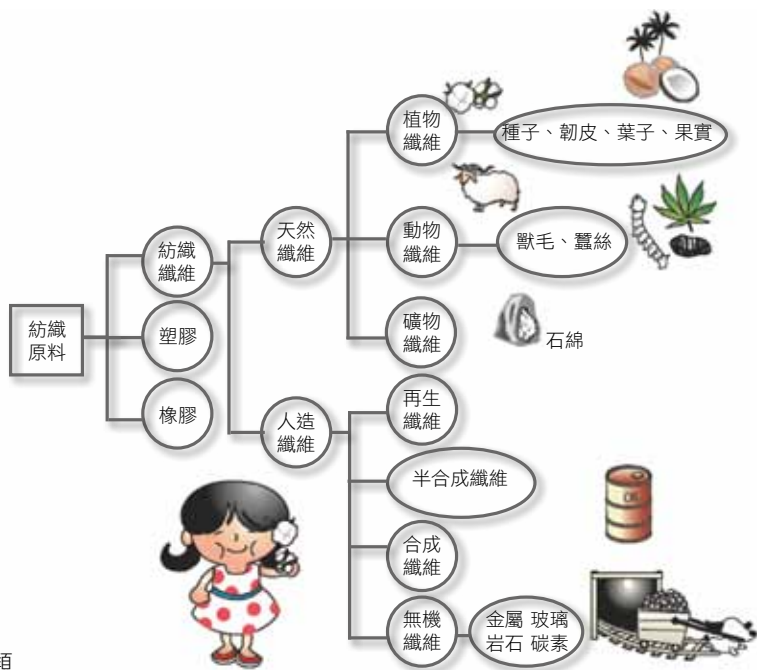 植物
纖維
種子、韌皮、葉子、果實
天然
纖維
動物
纖維
獸毛、蠶絲
紡織
纖維
紡織
原料
塑膠
礦物
纖維
石綿
橡膠
人造
纖維
再生
纖維
半合成纖維
合成
纖維
無機
纖維
金屬 玻璃
岩石 碳素